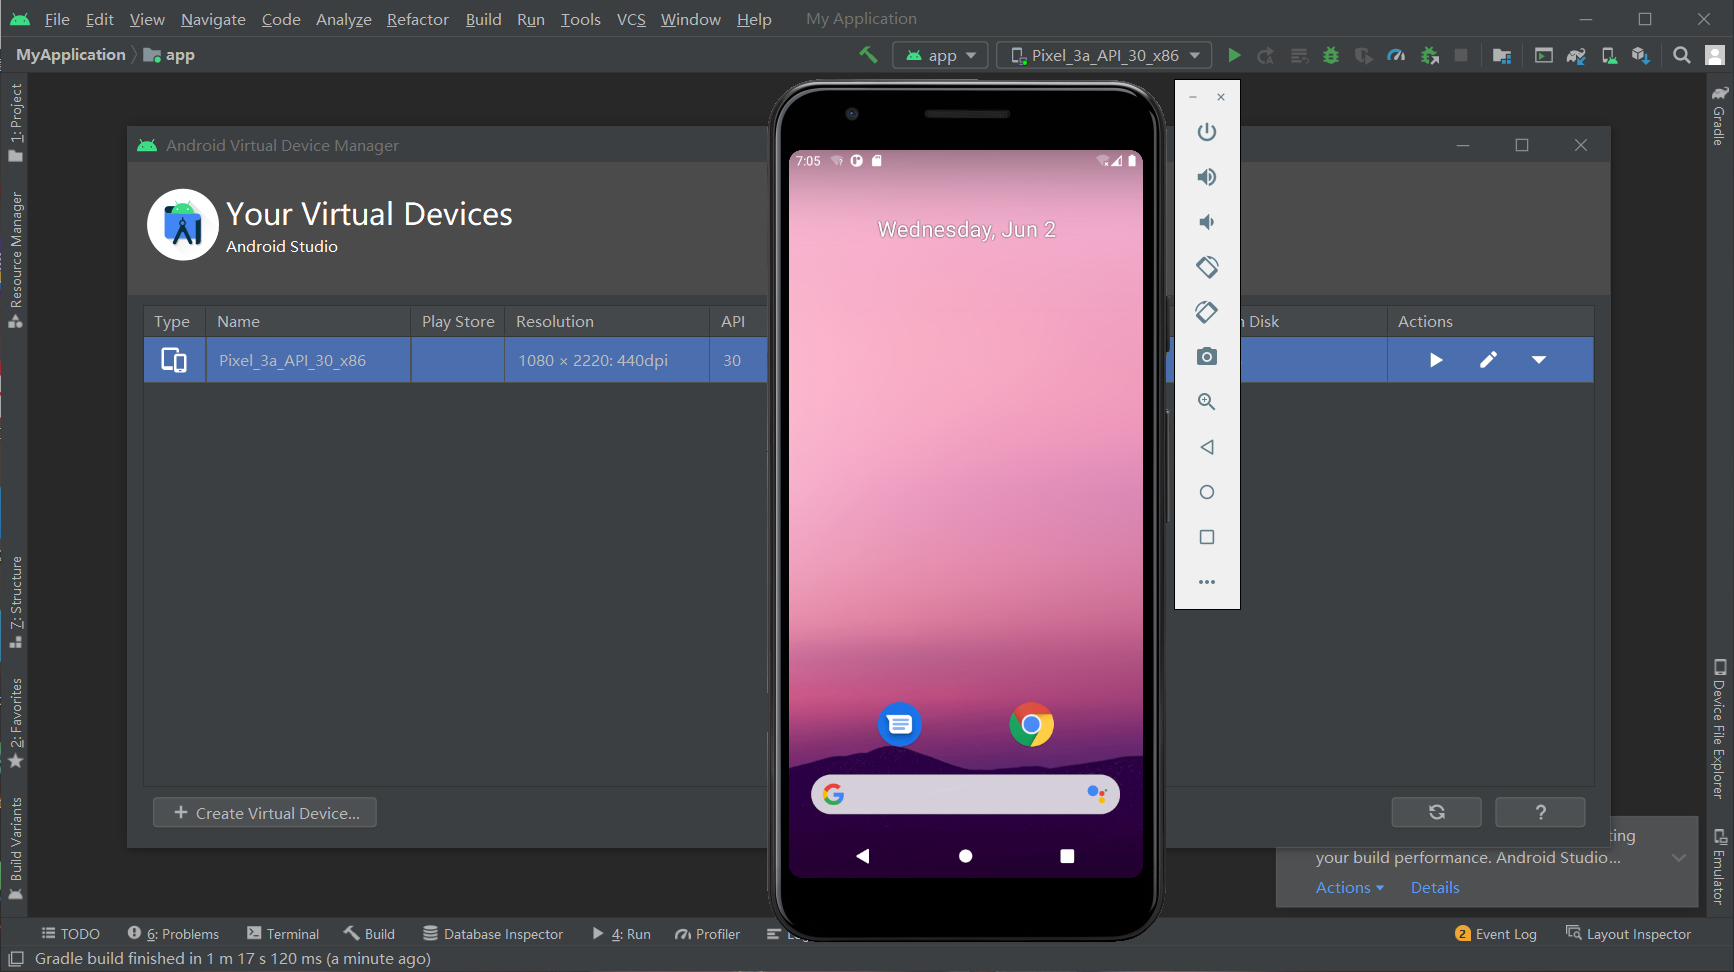 File Edit View Navigate Code Analyze Refactor Build Run Tools VCS Window Help My Application
MyApplication app
app Pixel_3a_API_30_x86
1: Project
Resource Manager
7: Structure
2: Favorites
Build Variants
Gradle
Device File Explorer
Emulator
Android Virtual Device Manager
Your Virtual Devices
Android Studio
Type Name Play Store Resolution API Disk Actions
Pixel_3a_API_30_x86 1080 × 2220: 440dpi 30
7:05
Wednesday, Jun 2
Create Virtual Device...
?
ting
your build performance. Android Studio...
Actions Details
TODO 6: Problems Terminal Build Database Inspector 4: Run Profiler
2 Event Log Layout Inspector
Gradle build finished in 1 m 17 s 120 ms (a minute ago)